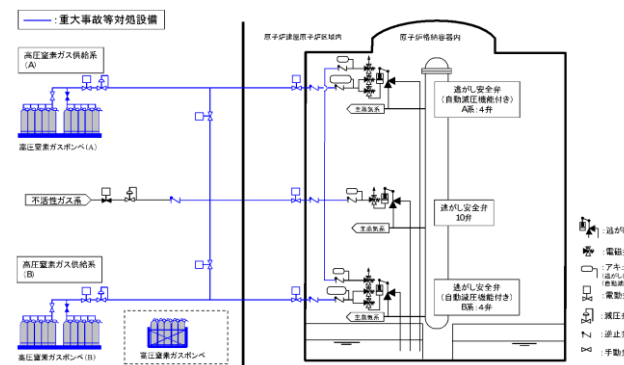 :重大事故等対処設備
高圧窒素ガス供給系
(A)
高圧窒素ガスボンベ(A)
原子炉建屋原子炉区域内
原子炉格納容器内
逃がし安全弁
(自動減圧機能付き)
A系:4弁
主蒸気系
不活性ガス系
逃がし安全弁
10弁
主蒸気系
高圧窒素ガス供給系
(B)
高圧窒素ガスボンベ(B)
高圧窒素ガスボンベ
逃がし安全弁
(自動減圧機能付き)
B系:4弁
主蒸気系
:逃がし
:電磁
:アキュ
:電動
:減圧弁
:逆止弁
:手動